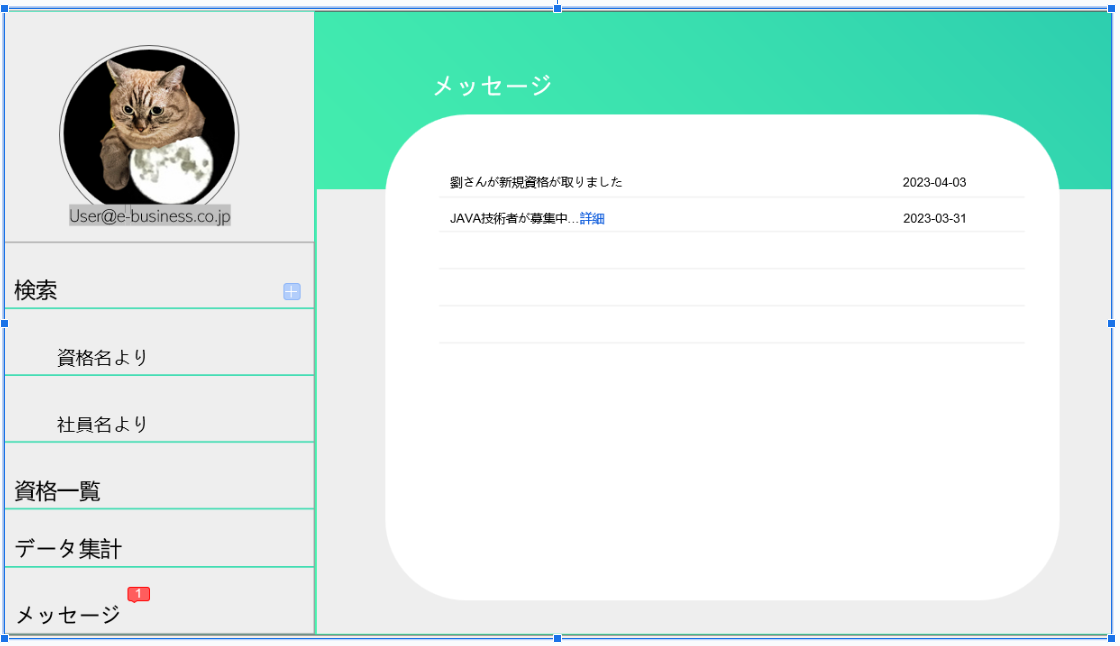 User@e-business.co.jp
検索
資格名より
社員名より
資格一覧
データ集計
メッセージ
1
メッセージ
劉さんが新規資格が取りました 2023-04-03
JAVA技術者が募集中...詳細 2023-03-31